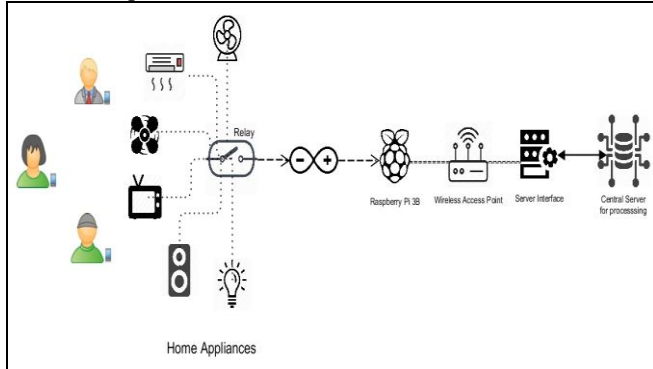 Relay
Raspberry Pi 3B
Wireless Access Point
Server Interface
Central Server
for processsing
Home Appliances